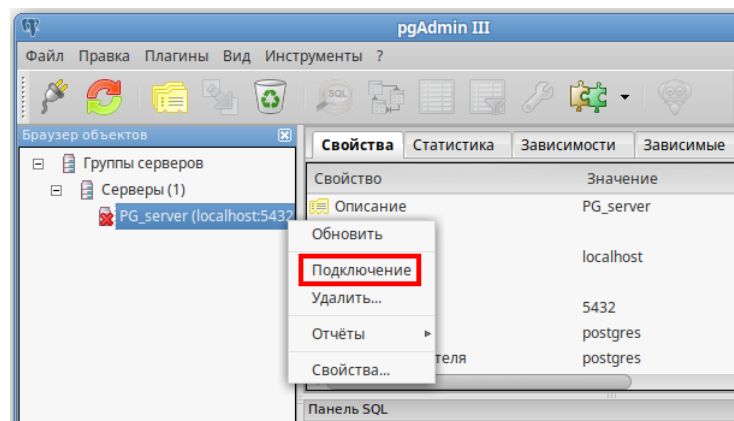 pgAdmin III
Файл Правка Плагины Вид Инструменты ?
SQL
Браузер объектов
Группы серверов
Серверы (1)
PG_server (localhost:5432
Свойства Статистика Зависимости Зависимые
Свойство Значение
Описание PG_server
localhost
5432
postgres
теля postgres
Обновить
Подключение
Удалить...
Отчёты
Свойства...
Панель SQL